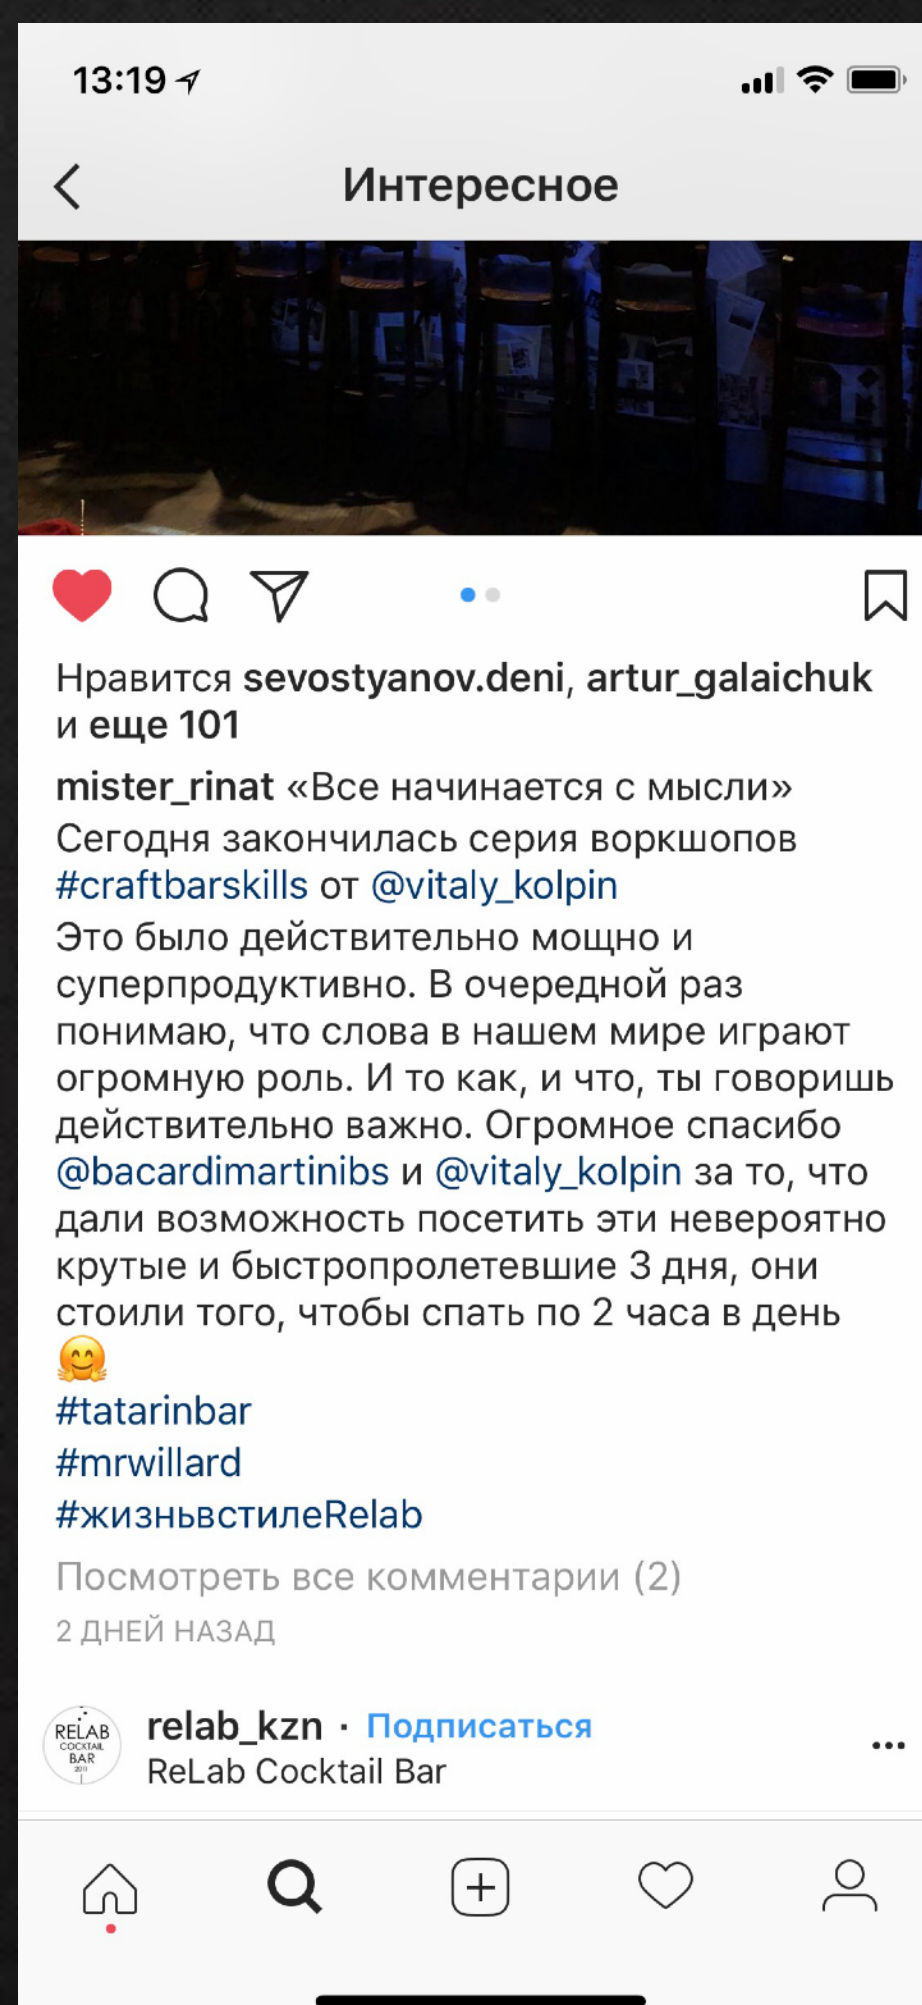 13:19
Интересное
Нравится sevostyanov.deni, artur_galaichuk
и еще 101
mister_rinat «Все начинается с мысли»
Сегодня закончилась серия воркшопов
#craftbarskills от @vitaly_kolpin
Это было действительно мощно и
суперпродуктивно. В очередной раз
понимаю, что слова в нашем мире играют
огромную роль. И то как, и что, ты говоришь
действительно важно. Огромное спасибо
@bacardimartinibs и @vitaly_kolpin за то, что
дали возможность посетить эти невероятно
крутые и быстропролетевшие 3 дня, они
стоили того, чтобы спать по 2 часа в день
🤗
#tatarinbar
#mrwillard
#жизньвстилеRelab
Посмотреть все комментарии (2)
2 ДНЕЙ НАЗАД
RELAB
COCKTAIL
BAR
2011
relab_kzn · Подписаться
ReLab Cocktail Bar